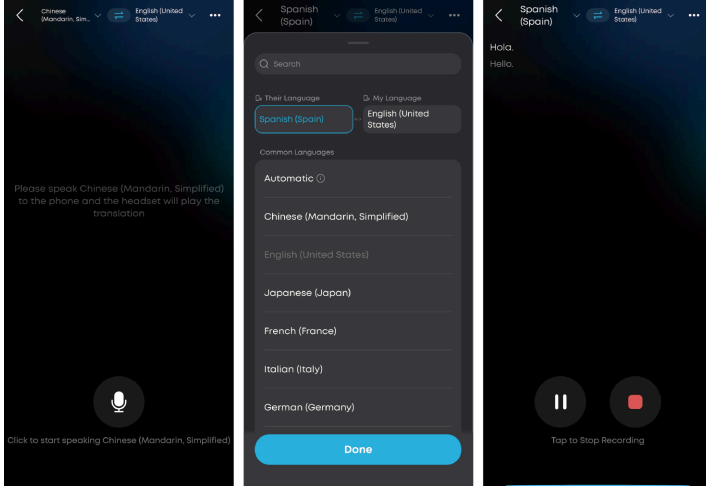 Chinese
(Mandarin, Sim...
English (United
States)
Please speak Chinese (Mandarin, Simplified)
to the phone and the headset will play the
translation
Click to start speaking Chinese (Mandarin, Simplified)
Spanish
(Spain)
English (United
States)
Search
Their Language
My Language
Spanish (Spain)
English (United
States)
Common Languages
Automatic
Chinese (Mandarin, Simplified)
English (United States)
Japanese (Japan)
French (France)
Italian (Italy)
German (Germany)
Done
Spanish
(Spain)
English (United
States)
Hola.
Hello.
Tap to Stop Recording